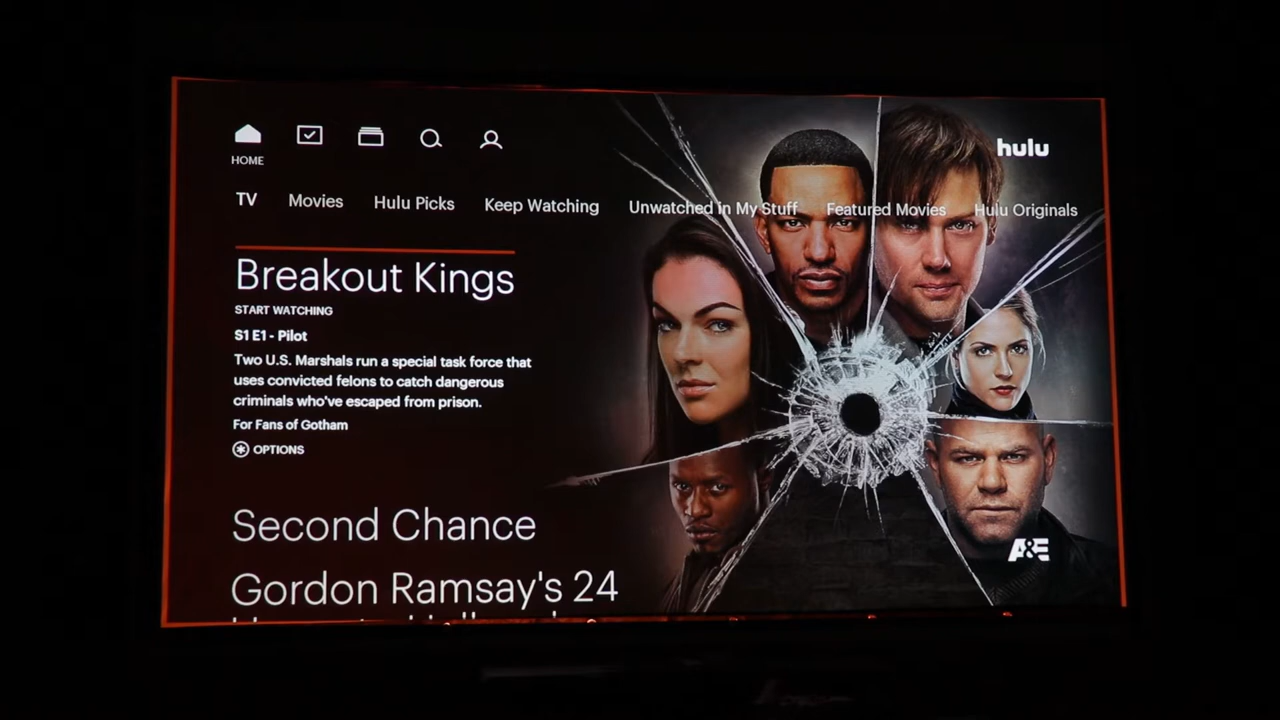 hulu
HOME
TV Movies Hulu Picks Keep Watching Unwatched in My Stuff Featured Movies Hulu Originals
Breakout Kings
START WATCHING
S1 E1 - Pilot
Two U.S. Marshals run a special task force that
uses convicted felons to catch dangerous
criminals who've escaped from prison.
For Fans of Gotham
OPTIONS
Second Chance
A&E
Gordon Ramsay's 24